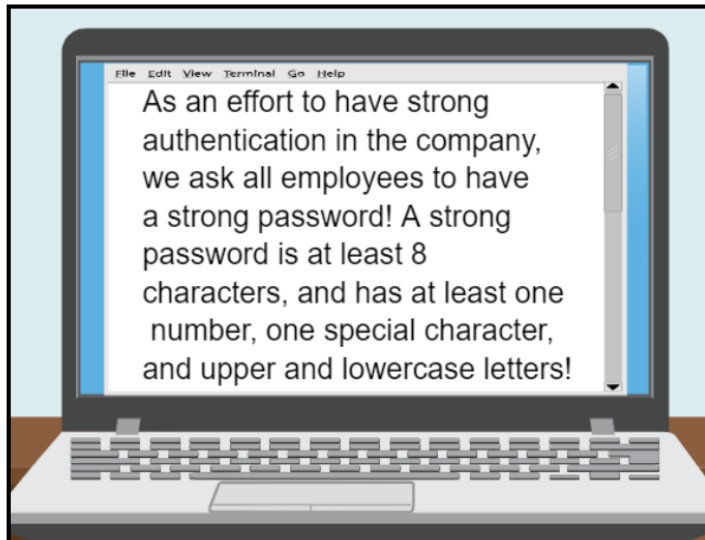 File Edit View Terminal Go Help
As an effort to have strong
authentication in the company,
we ask all employees to have
a strong password! A strong
password is at least 8
characters, and has at least one
number, one special character,
and upper and lowercase letters!